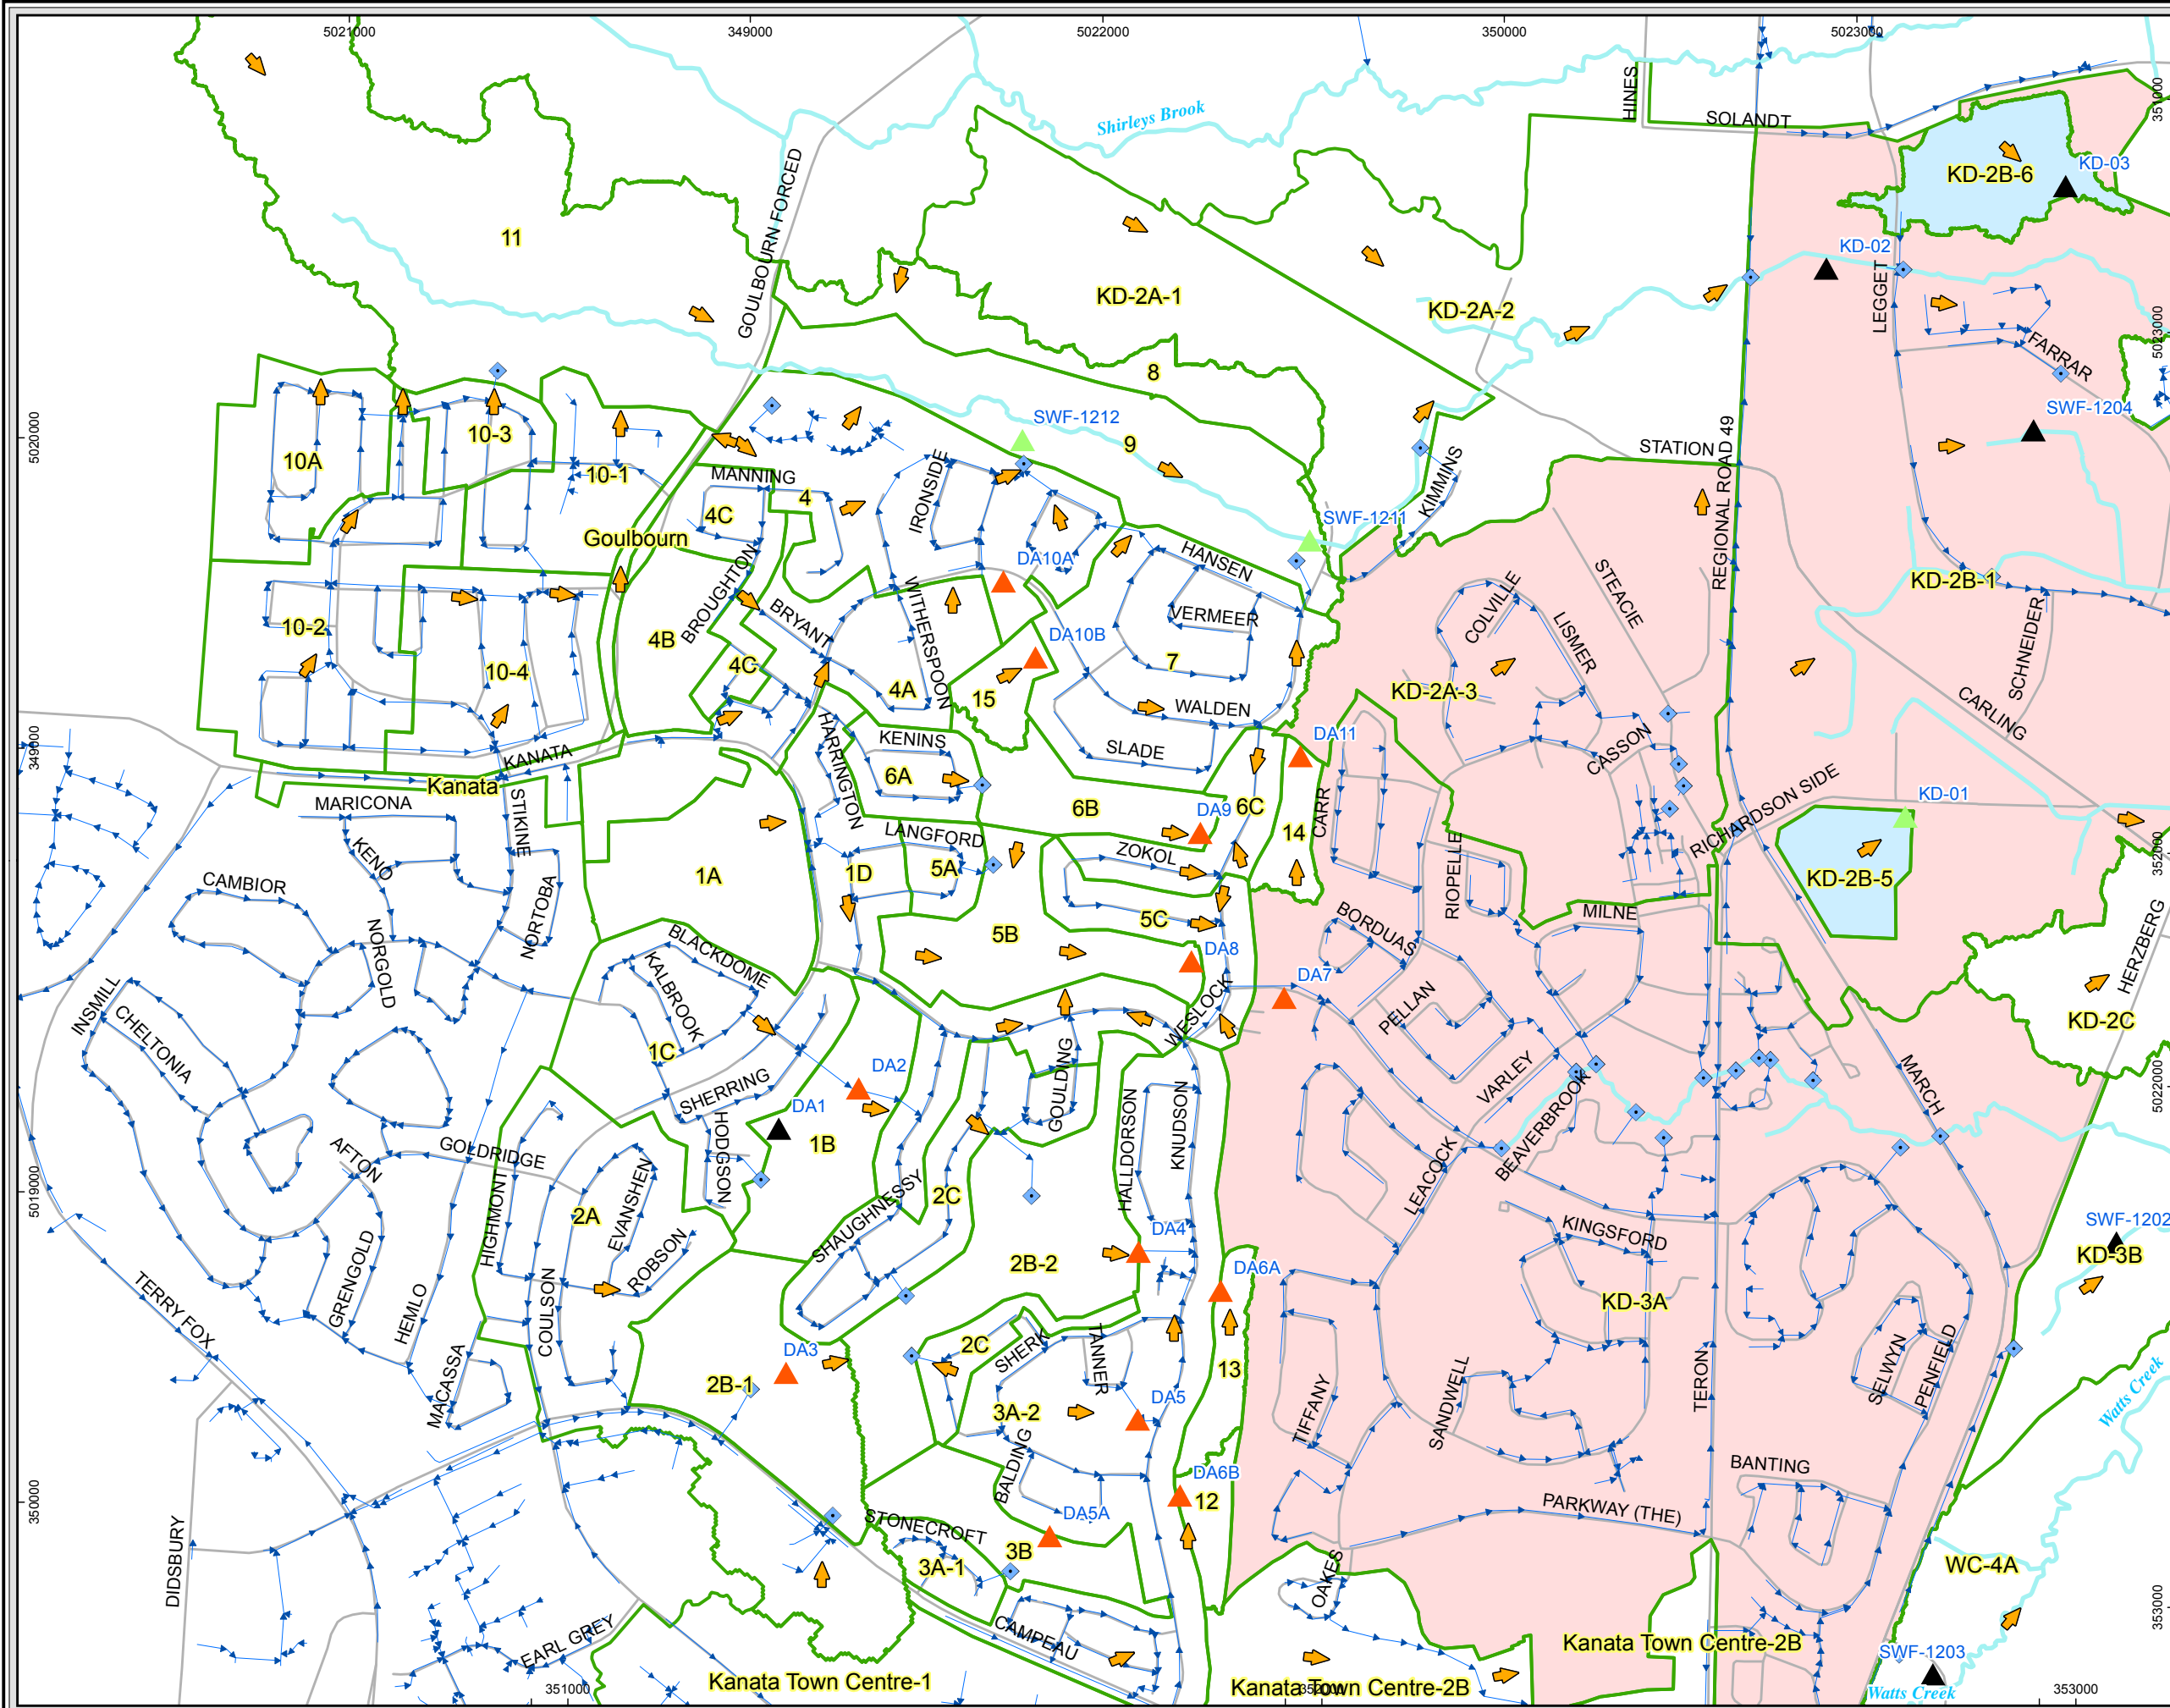 5021000
349000
5022000
350000
5023000
351000
HINES
SOLANDT
Shirleys Brook
KD-2B-6
KD-03
GOULBOURN FORCED
11
KD-02
KD-2A-1
KD-2A-2
LEGGET
5023000
FARRAR
8
SWF-1212
SWF-1204
5020000
10-3
9
10A
STATION
REGIONAL ROAD 49
10-1
MANNING
IRONSIDE
KIMMINS
4
4C
SWF-1211
Goulbourn
HANSEN
DA10A
STEACIE
KD-2B-1
BROUGHTON
COLVILLE
WITHERSPOON
BRYANT
VERMEER
LISMER
SCHNEIDER
10-2
DA10B
4B
7
4C
10-4
4A
KD-2A-3
15
WALDEN
CARLING
349000
HARRINGTON
DA11
KENINS
SLADE
CASSON
KANATA
6A
Kanata
RICHARDSON SIDE
KD-01
MARICONA
STIKINE
6B
DA9
6C
CARR
14
LANGFORD
KENO
ZOKOL
352000
1A
1D
5A
RIOPELLE
KD-2B-5
CAMBIOR
NORTOBA
MILNE
5C
BORDUAS
5B
HERZBERG
BLACKDOME
NORGOLD
DA8
KALBROOK
DA7
INSMILL
PELLAN
WESLOCK
KD-2C
CHELTONIA
1C
GOULDING
DA2
VARLEY
MARCH
5022000
SHERRING
DA1
BEAVERBROOK
HALLDORSON
KNUDSON
HODGSON
1B
AFTON
GOLDRIDGE
LEACOCK
5019000
2C
HIGHMONT
2A
EVANSHEN
SHAUGHNESSY
DA4
SWF-1202
KINGSFORD
KD-3B
ROBSON
2B-2
DA6A
GRENGOLD
TERRY FOX
HEMLO
COULSON
KD-3A
2C
SHERK
TANNER
DA3
MACASSA
13
SELWYN
PENFIELD
2B-1
TERON
Watts Creek
DA5
TIFFANY
SANDWELL
3A-2
BALDING
BANTING
DA6B
350000
12
PARKWAY (THE)
DA5A
STONECROFT
DIDSBURY
3B
3A-1
OAKES
WC-4A
353000
CAMPEAU
EARL GREY
Kanata Town Centre-2B
SWF-1203
Kanata Town Centre-1
Kanata Town Centre-2B
351000
352000
Watts Creek
353000